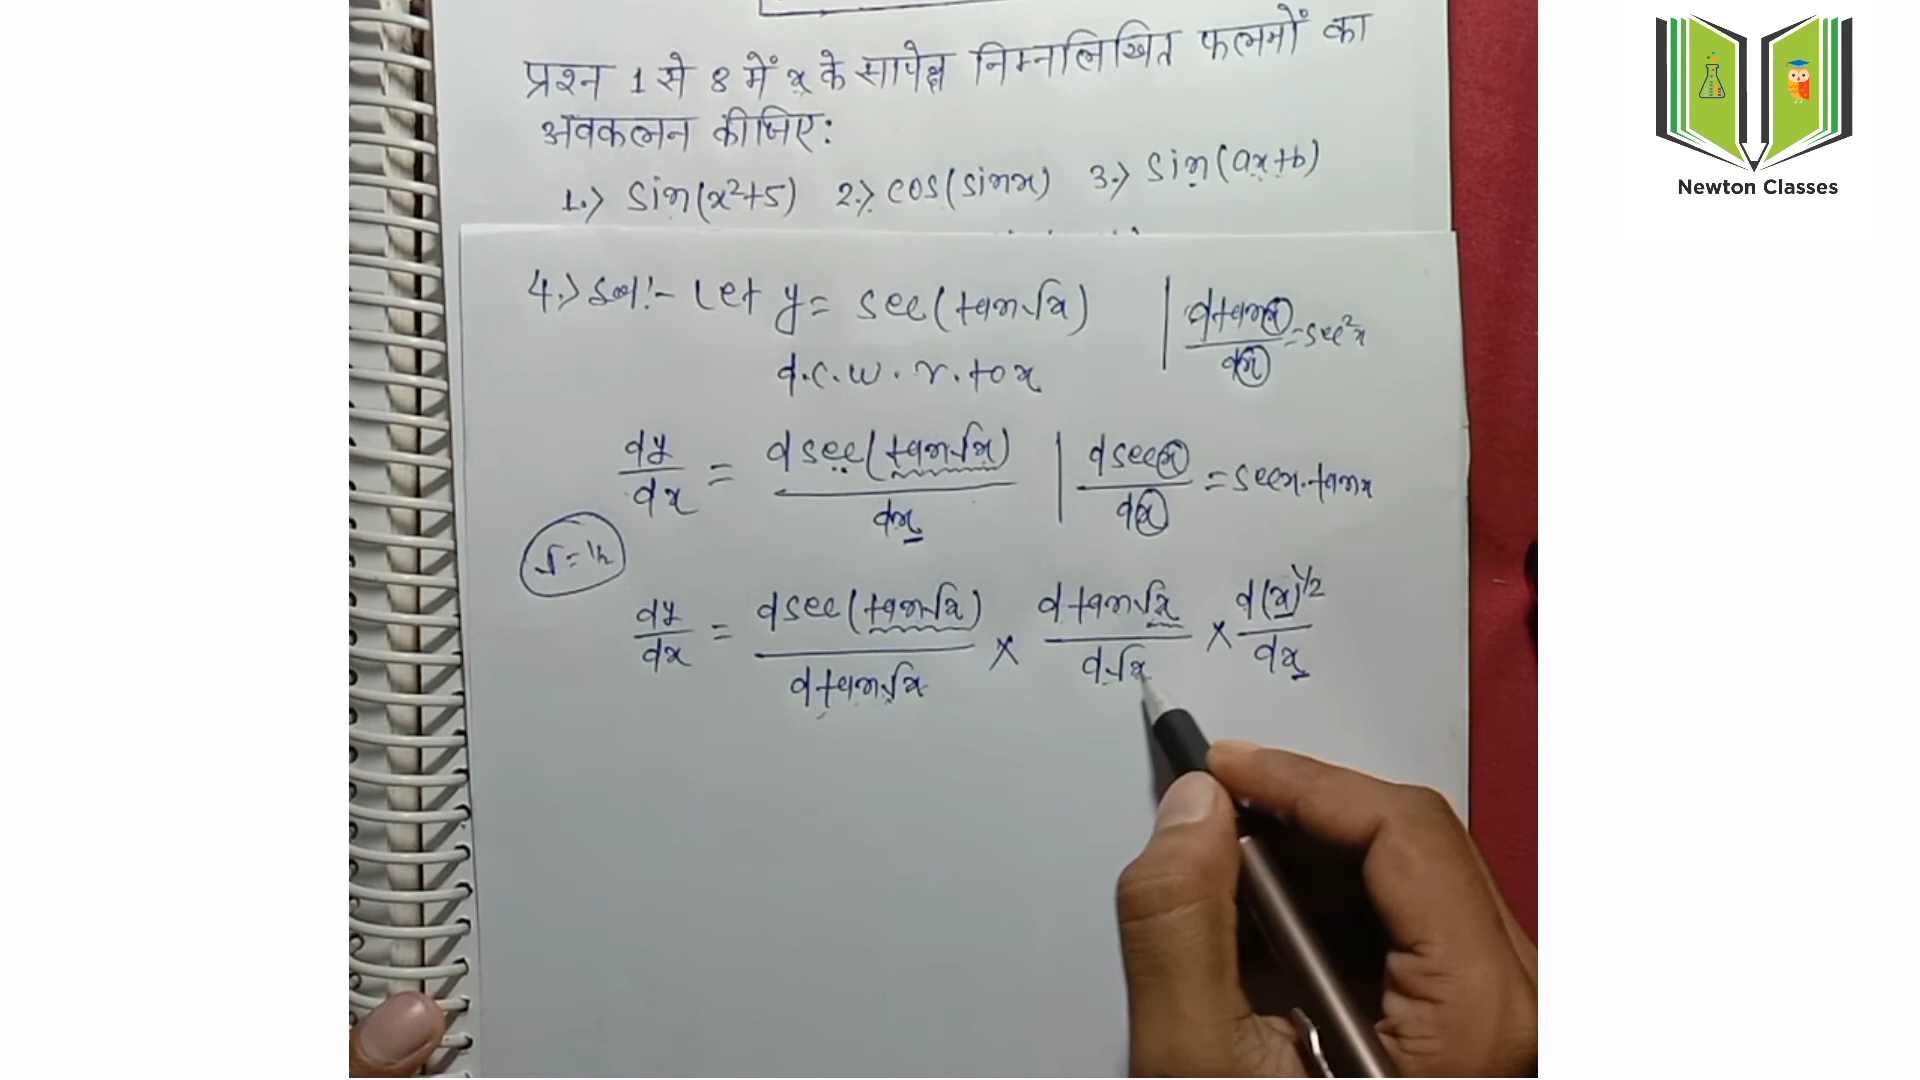 प्रश्न 1 से 8 में x के सापेक्ष निम्नलिखित फलनों का
अवकलन कीजिए:
1.> sin(x²+5) 2.> cos(sinx) 3.> sin(ax+b)
4.> Sol:- Let y = sec(tan√x) | d tanx/dx = sec²x
d.c.w.r.to x
dy/dx = d sec(tan√x)/dx | d secx/dx = secx.tanx
√=1/2
dy/dx = d sec(tan√x)/d tan√x × d tan√x/d√x × d(x)^1/2/dx
Newton Classes